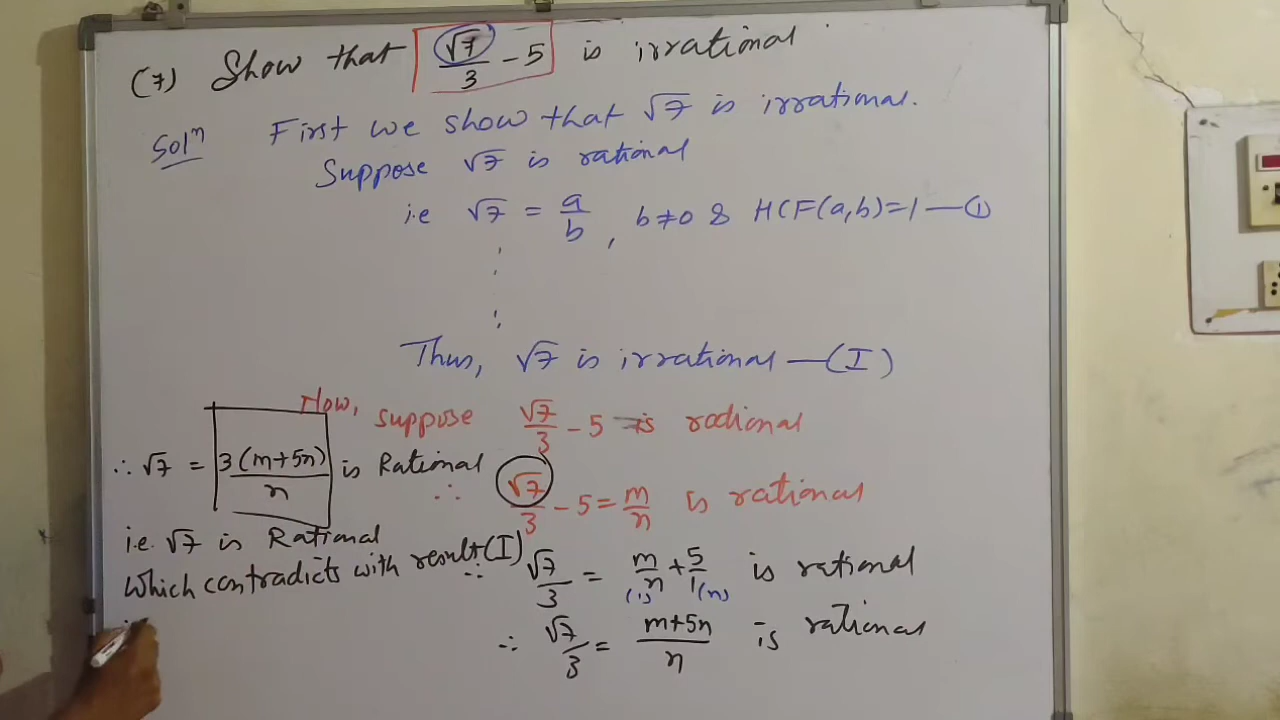 (7) Show that √7/3 - 5 is irrational
Solⁿ First we show that √7 is irrational.
Suppose √7 is rational
i.e √7 = a/b, b≠0 & HCF(a,b)=1 —①
Thus, √7 is irrational —(I)
Now, suppose √7/3 - 5 is rational
∴ √7/3 - 5 = m/n is rational
∴ √7/3 = m/n + 5/1 is rational
(1) (n)
∴ √7/3 = m+5n/n is rational
∴ √7 = 3(m+5n)/n is Rational
i.e. √7 is Rational
Which contradicts with result (I)